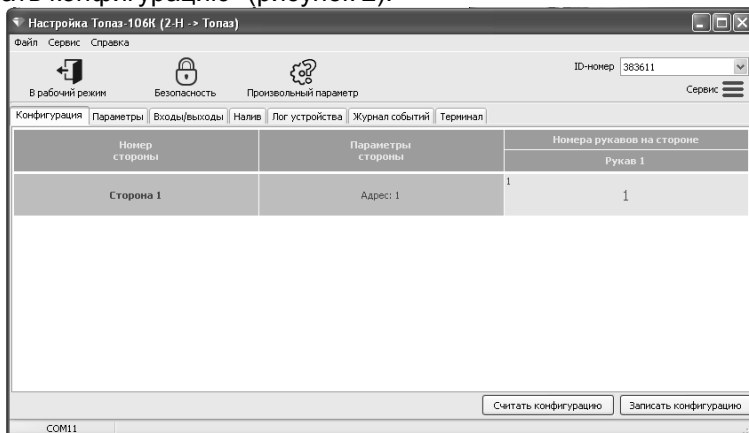 ать конфигурацию" (рисунок 2).
Настройка Топаз-106К (2-Н -> Топаз)
Файл Сервис Справка
В рабочий режим Безопасность Произвольный параметр
ID-номер 383611
Сервис
Конфигурация Параметры Входы/выходы Налив Лог устройства Журнал событий Терминал
Номер стороны
Параметры стороны
Номера рукавов на стороне
Рукав 1
Сторона 1 Адрес: 1 1 1
Считать конфигурацию Записать конфигурацию
COM11